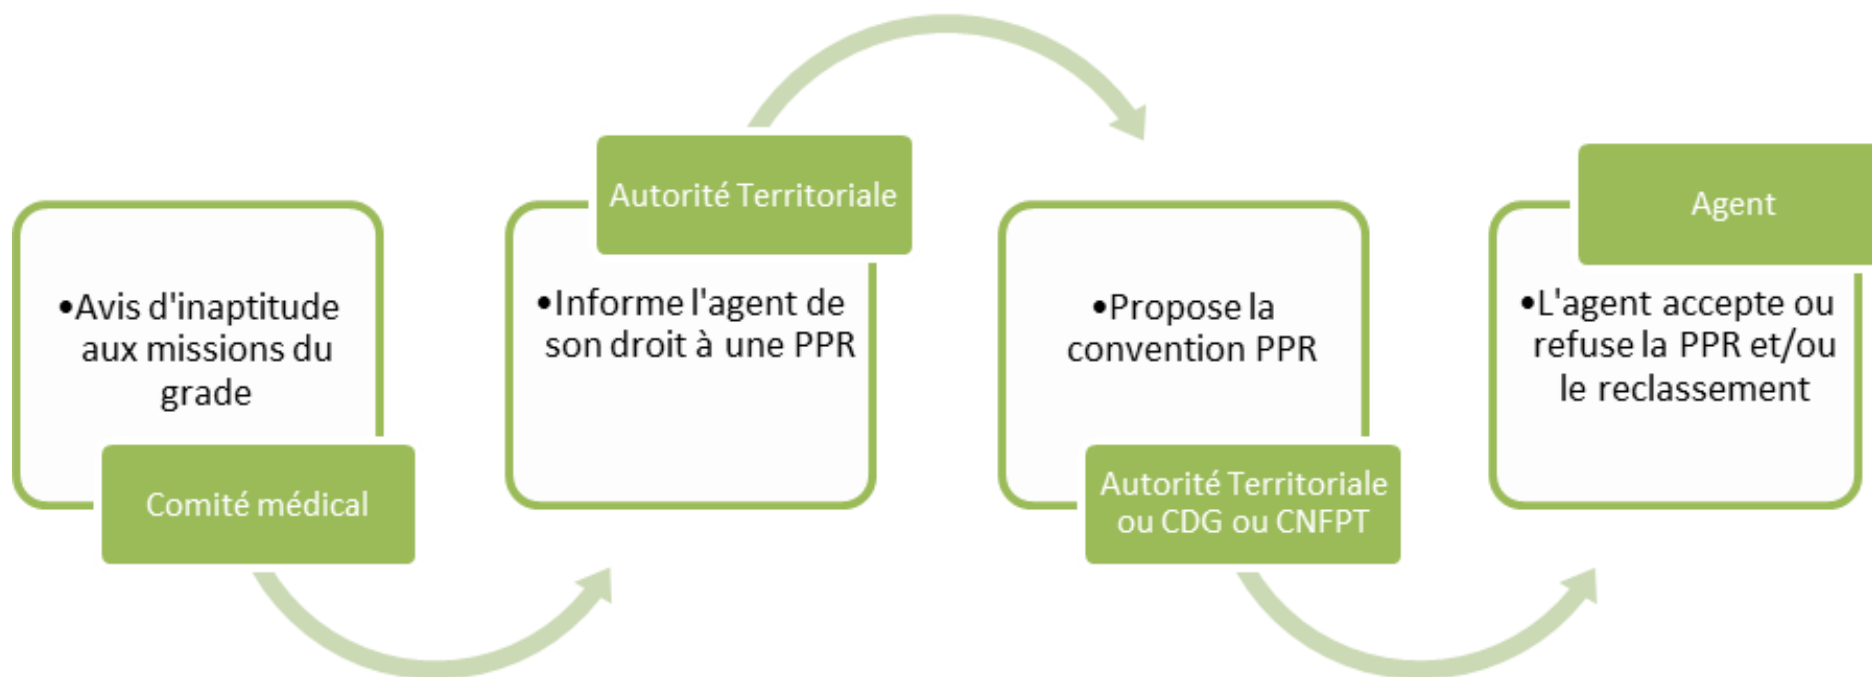 •Avis d'inaptitude
aux missions du
grade
Comité médical
Autorité Territoriale
•Informe l'agent de
son droit à une PPR
•Propose la
convention PPR
Autorité Territoriale
ou CDG ou CNFPT
Agent
•L'agent accepte ou
refuse la PPR et/ou
le reclassement